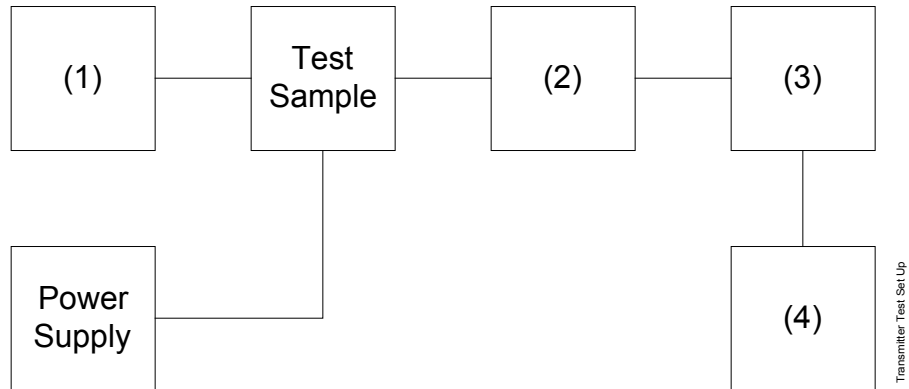 (1)
Test
Sample
(2)
(3)
Power
Supply
(4)
Transmitter Test Set Up